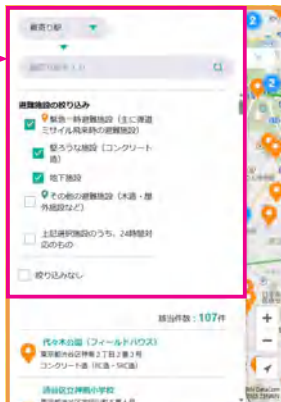 最寄り駅
避難施設の絞り込み
緊急一時避難施設（主に弾道
ミサイル飛来時の避難施設）
堅ろうな施設（コンクリート
造）
地下施設
その他の避難施設（木造・屋
外施設など）
上記選択施設のうち、24時間対
応のもの
絞り込みなし
該当件数：107件
代々木公園（フィールドハウス）
東京都渋谷区神南２丁目２番３号
コンクリート造（RC造・SRC造）
渋谷区立神南小学校